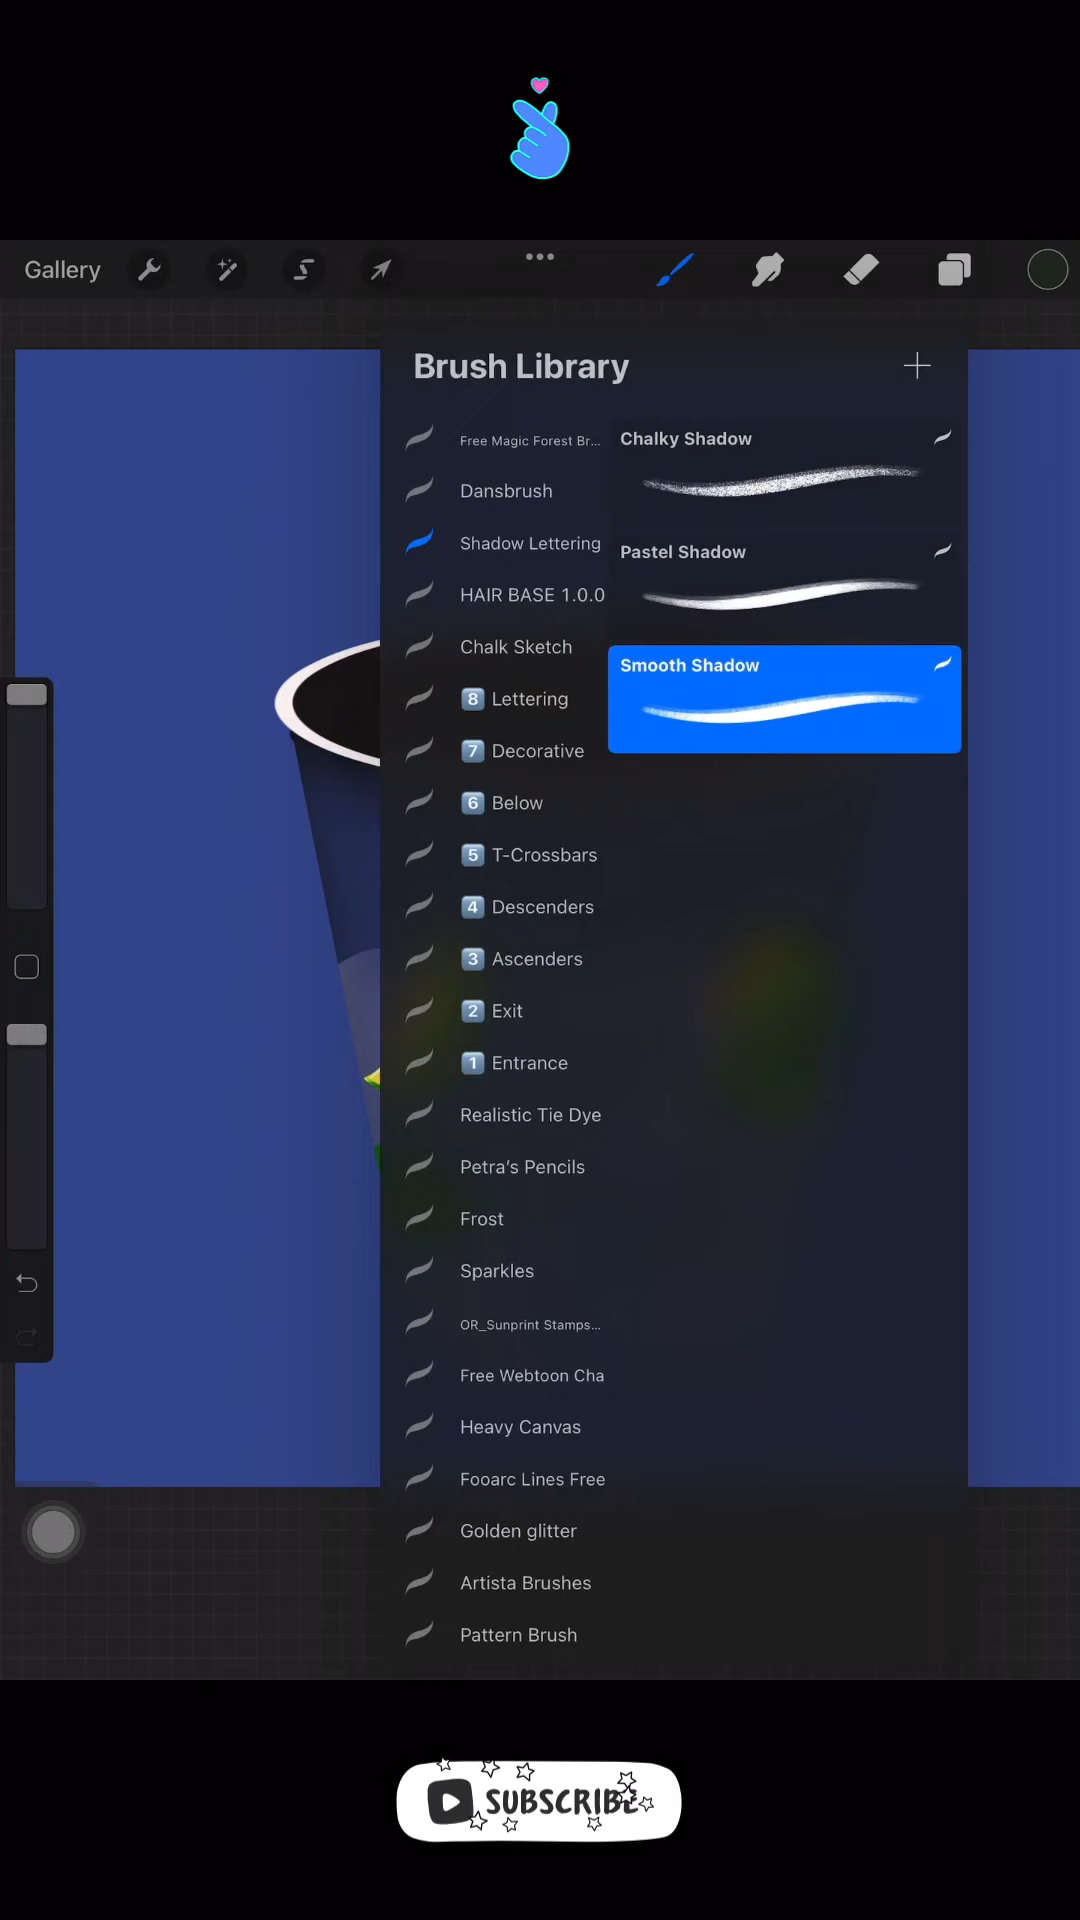 Gallery
Brush Library
Free Magic Forest Br...
Dansbrush
Shadow Lettering
HAIR BASE 1.0.0
Chalk Sketch
8 Lettering
7 Decorative
6 Below
5 T-Crossbars
4 Descenders
3 Ascenders
2 Exit
1 Entrance
Realistic Tie Dye
Petra's Pencils
Frost
Sparkles
OR_Sunprint Stamps...
Free Webtoon Cha
Heavy Canvas
Fooarc Lines Free
Golden glitter
Artista Brushes
Pattern Brush
Chalky Shadow
Pastel Shadow
Smooth Shadow
SUBSCRIBE